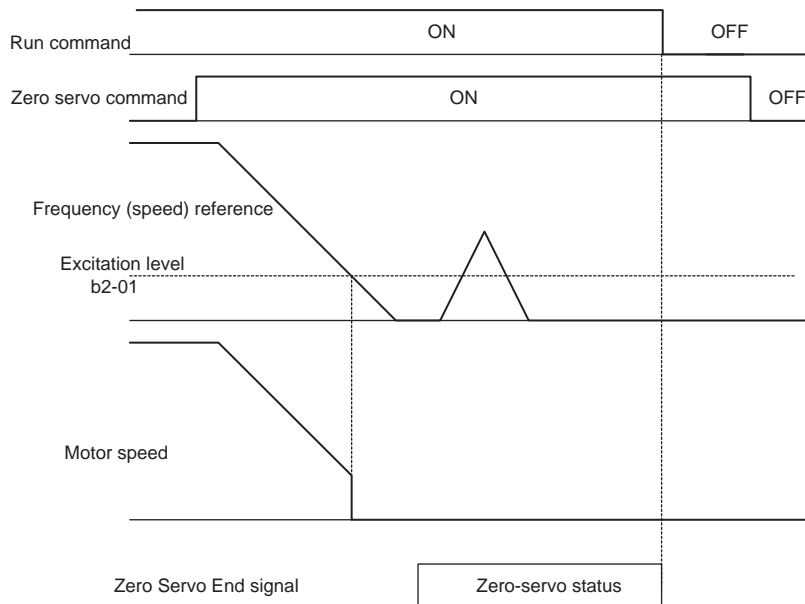 ON
OFF
Run command
Zero servo command
ON
OFF
Frequency (speed) reference
Excitation level
b2-01
Motor speed
Zero Servo End signal
Zero-servo status